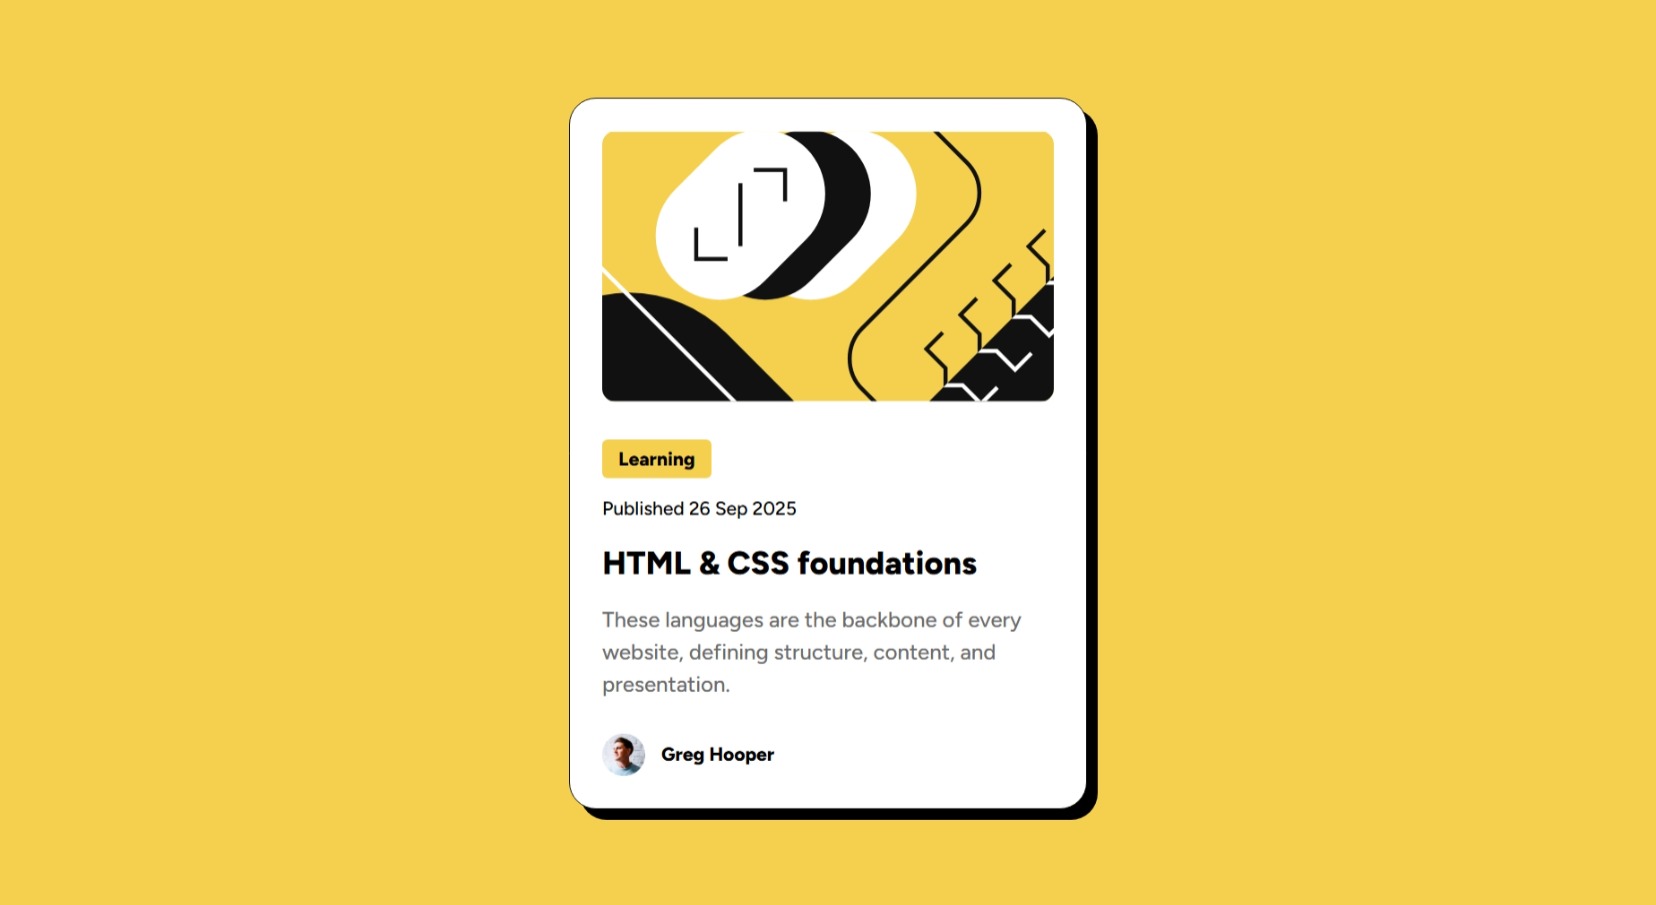 Learning
Published 26 Sep 2025
HTML & CSS foundations
These languages are the backbone of every
website, defining structure, content, and
presentation.
Greg Hooper